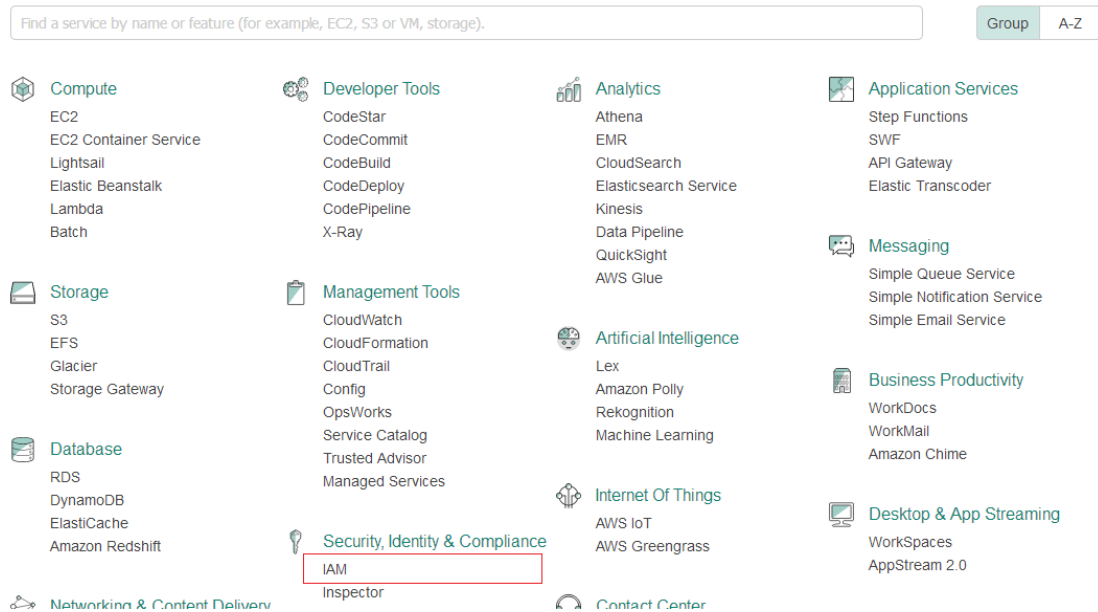 Find a service by name or feature (for example, EC2, S3 or VM, storage).
Group
A-Z
Compute
EC2
EC2 Container Service
Lightsail
Elastic Beanstalk
Lambda
Batch
Storage
S3
EFS
Glacier
Storage Gateway
Database
RDS
DynamoDB
ElastiCache
Amazon Redshift
Networking & Content Delivery
Developer Tools
CodeStar
CodeCommit
CodeBuild
CodeDeploy
CodePipeline
X-Ray
Management Tools
CloudWatch
CloudFormation
CloudTrail
Config
OpsWorks
Service Catalog
Trusted Advisor
Managed Services
Security, Identity & Compliance
IAM
Inspector
Analytics
Athena
EMR
CloudSearch
Elasticsearch Service
Kinesis
Data Pipeline
QuickSight
AWS Glue
Artificial Intelligence
Lex
Amazon Polly
Rekognition
Machine Learning
Internet Of Things
AWS IoT
AWS Greengrass
Contact Center
Application Services
Step Functions
SWF
API Gateway
Elastic Transcoder
Messaging
Simple Queue Service
Simple Notification Service
Simple Email Service
Business Productivity
WorkDocs
WorkMail
Amazon Chime
Desktop & App Streaming
WorkSpaces
AppStream 2.0